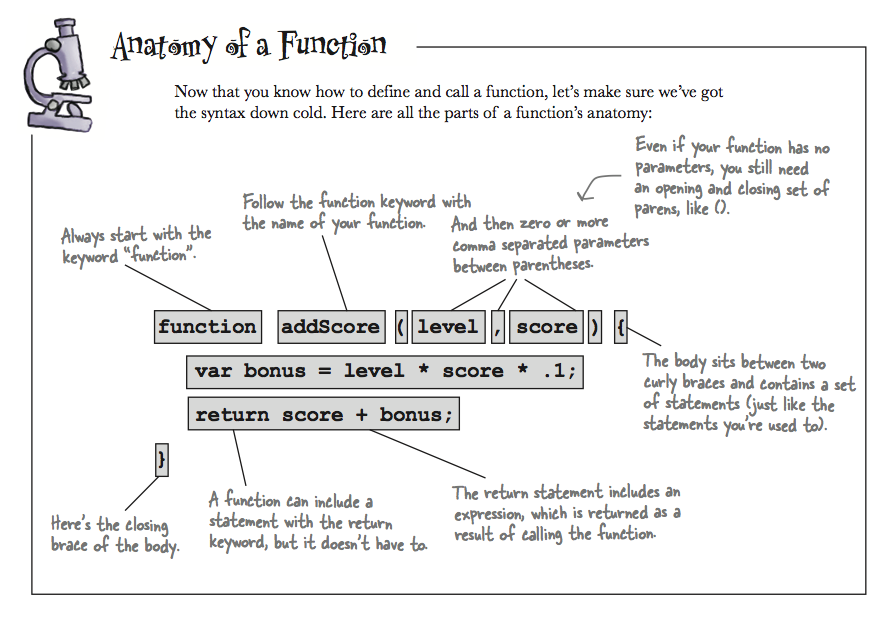 Anatomy of a Function
Now that you know how to define and call a function, let's make sure we've got
the syntax down cold. Here are all the parts of a function's anatomy:
Even if your function has no
parameters, you still need
an opening and closing set of
parens, like ().
Follow the function keyword with
the name of your function.
And then zero or more
comma separated parameters
between parentheses.
Always start with the
keyword "function".
function addScore ( level , score ) {
var bonus = level * score * .1;
return score + bonus;
}
The body sits between two
curly braces and contains a set
of statements (just like the
statements you're used to).
Here's the closing
brace of the body.
A function can include a
statement with the return
keyword, but it doesn't have to.
The return statement includes an
expression, which is returned as a
result of calling the function.